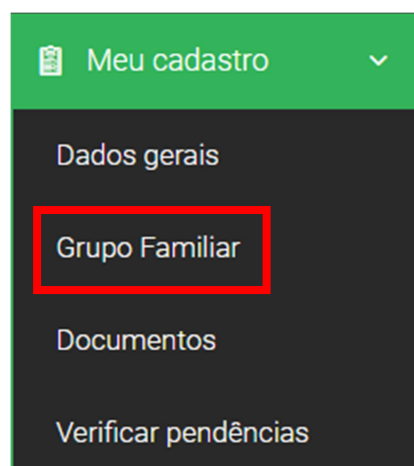 Meu cadastro
Dados gerais
Grupo Familiar
Documentos
Verificar pendências